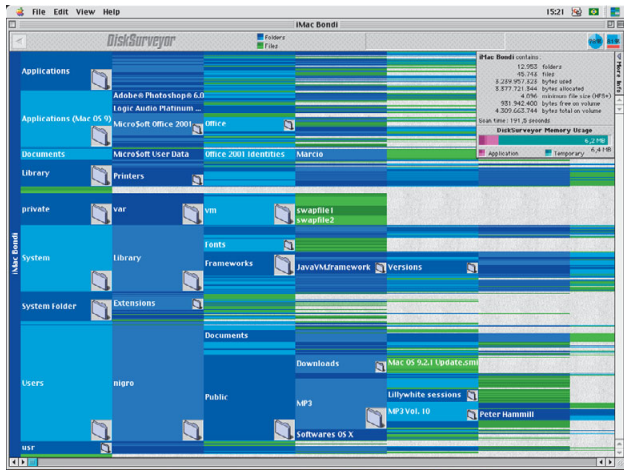 File Edit View Help
15:21
iMac Bondi
DiskSurveyor
Folders
Files
iMac Bondi contains:
12.953 folders
45.743 files
3.239.957.323 bytes used
3.377.721.344 bytes allocated
4.096 minimum file size (HFS+)
931.942.400 bytes free on volume
4.309.663.744 bytes total on volume
Scan time: 191,5 seconds
DiskSurveyor Memory Usage
6,2 MB
Application
Temporary
6,4 MB
More Info
iMac Bondi
Applications
Adobe® Photoshop® 6.0
Logic Audio Platinum ...
Applications (Mac OS 9)
MicroSoft Office 2001
Office
Documents
MicroSoft User Data
Office 2001 Identities
Marcio
Library
Printers
private
var
vm
swapfile1
swapfile2
Fonts
System
Library
Frameworks
JavaVM.framework
Versions
System Folder
Extensions
Documents
Downloads
Mac OS 9.2.1 Update.smi
Users
nigro
Public
MP3
Lillywhite sessions
MP3 Vol. 10
Peter Hammill
Softwares OS X
usr